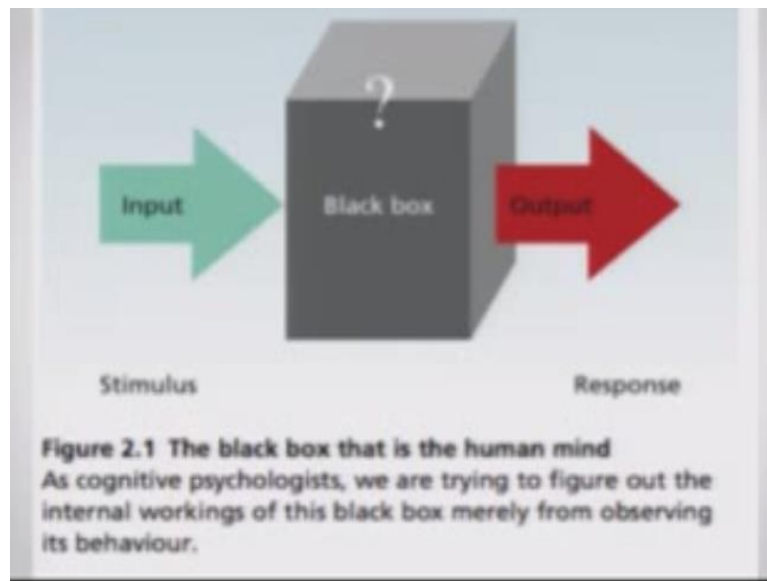 ?
Input
Black box
Output
Stimulus
Response
Figure 2.1 The black box that is the human mind
As cognitive psychologists, we are trying to figure out the
internal workings of this black box merely from observing
its behaviour.